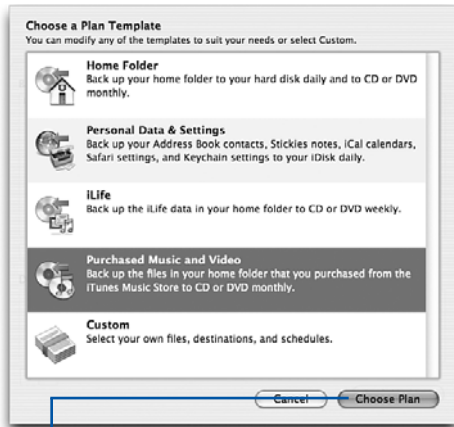 Choose a Plan Template
You can modify any of the templates to suit your needs or select Custom.
Home Folder
Back up your home folder to your hard disk daily and to CD or DVD
monthly.
Personal Data & Settings
Back up your Address Book contacts, Stickies notes, iCal calendars,
Safari settings, and Keychain settings to your iDisk daily.
iLife
Back up the iLife data in your home folder to CD or DVD weekly.
Purchased Music and Video
Back up the files in your home folder that you purchased from the
iTunes Music Store to CD or DVD monthly.
Custom
Select your own files, destinations, and schedules.
Cancel Choose Plan